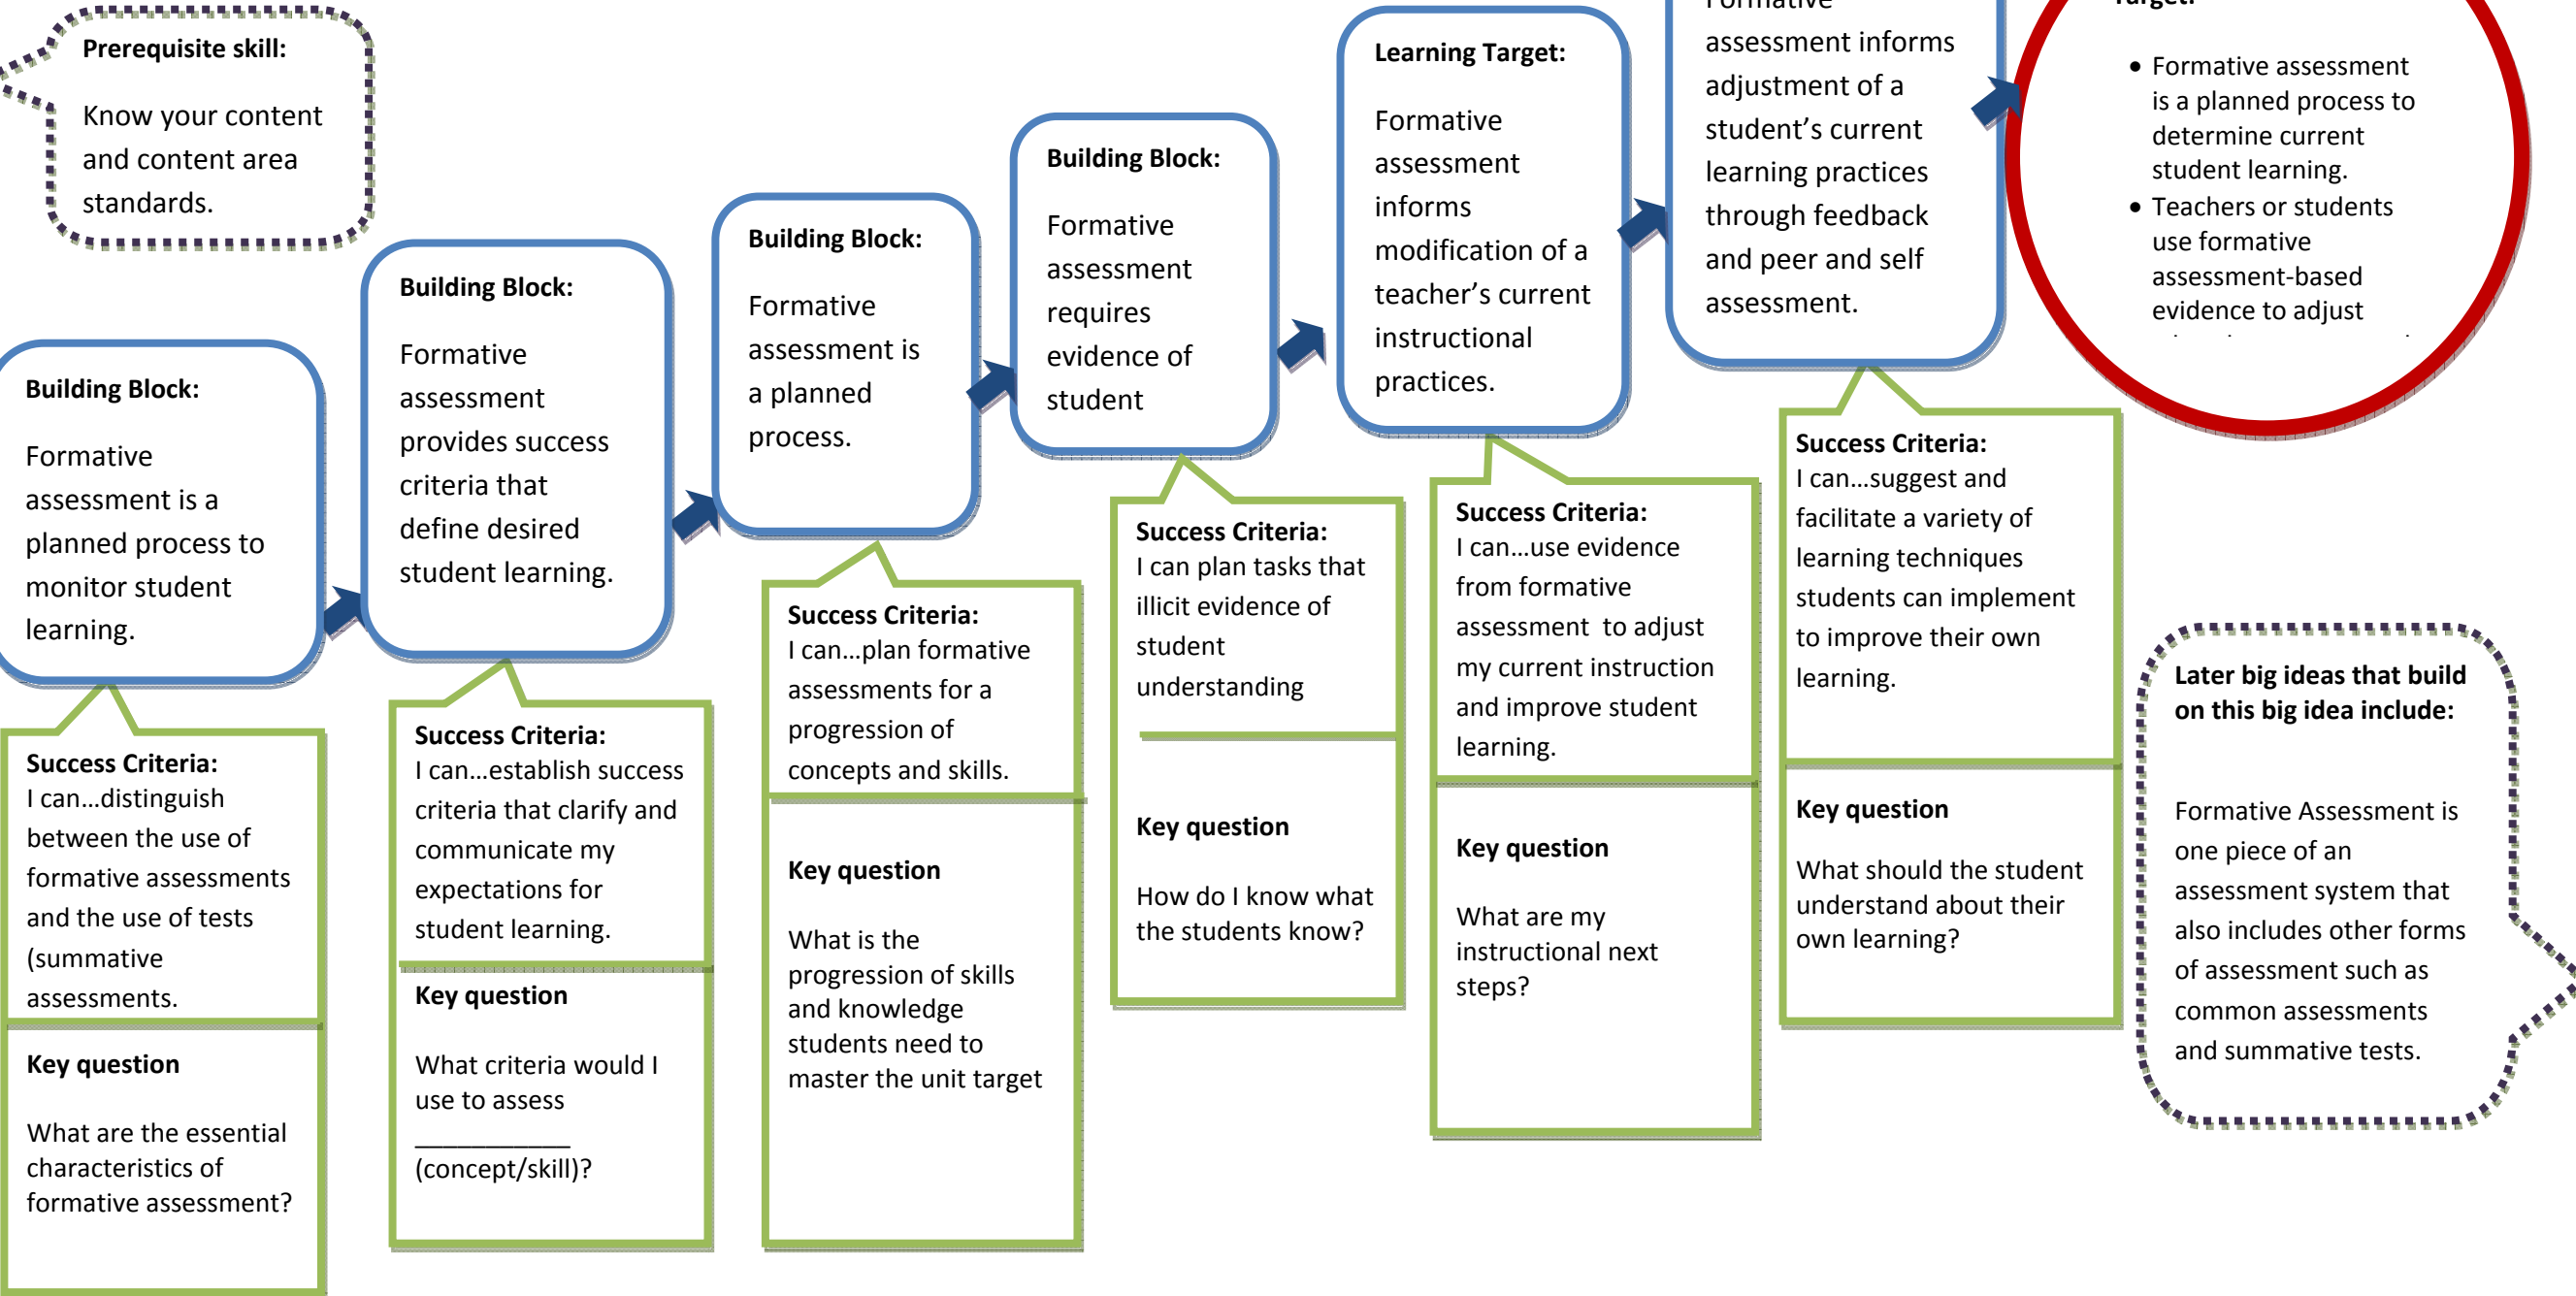 Prerequisite skill:
Know your content
and content area
standards.
Building Block:
Formative
assessment is a
planned process to
monitor student
learning.
Success Criteria:
I can…distinguish
between the use of
formative assessments
and the use of tests
(summative
assessments.
Key question
What are the essential
characteristics of
formative assessment?
Building Block:
Formative
assessment
provides success
criteria that
define desired
student learning.
Success Criteria:
I can…establish success
criteria that clarify and
communicate my
expectations for
student learning.
Key question
What criteria would I
use to assess
___________
(concept/skill)?
Building Block:
Formative
assessment is
a planned
process.
Success Criteria:
I can…plan formative
assessments for a
progression of
concepts and skills.
Key question
What is the
progression of skills
and knowledge
students need to
master the unit target
Building Block:
Formative
assessment
requires
evidence of
student
Success Criteria:
I can plan tasks that
illicit evidence of
student
understanding
Key question
How do I know what
the students know?
Learning Target:
Formative
assessment
informs
modification of a
teacher’s current
instructional
practices.
Success Criteria:
I can…use evidence
from formative
assessment  to adjust
my current instruction
and improve student
learning.
Key question
What are my
instructional next
steps?
Formative
assessment informs
adjustment of a
student’s current
learning practices
through feedback
and peer and self
assessment.
Success Criteria:
I can…suggest and
facilitate a variety of
learning techniques
students can implement
to improve their own
learning.
Key question
What should the student
understand about their
own learning?
Target:
• Formative assessment
is a planned process to
determine current
student learning.
• Teachers or students
use formative
assessment-based
evidence to adjust
Later big ideas that build
on this big idea include:
Formative Assessment is
one piece of an
assessment system that
also includes other forms
of assessment such as
common assessments
and summative tests.